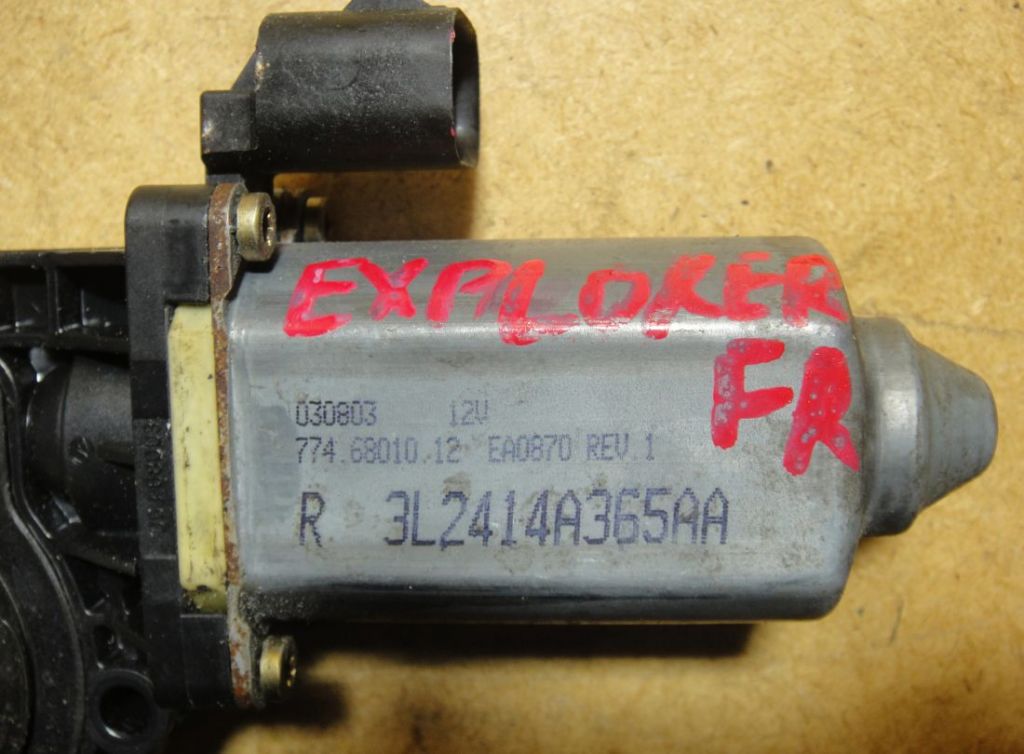 EXPLORER
FR
030803 12V
774.68010.12 EA0870 REV.1
R 3L2414A365AA